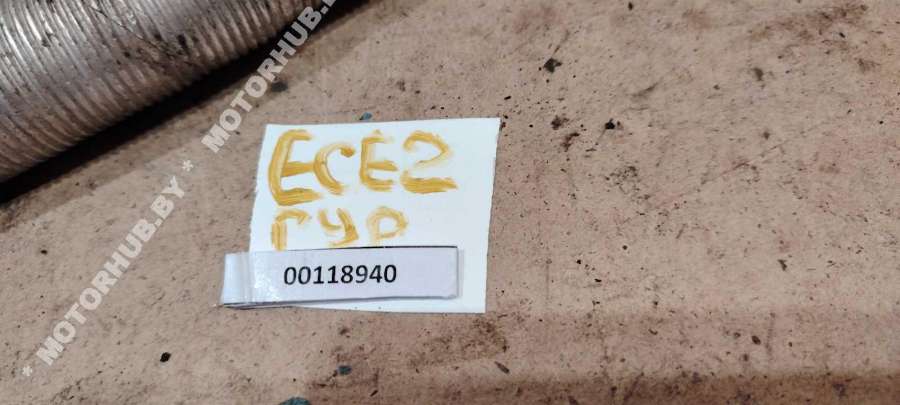 ECE2
ГУР
00118940
* MOTORHUB.BY * MOTORHUB.BY